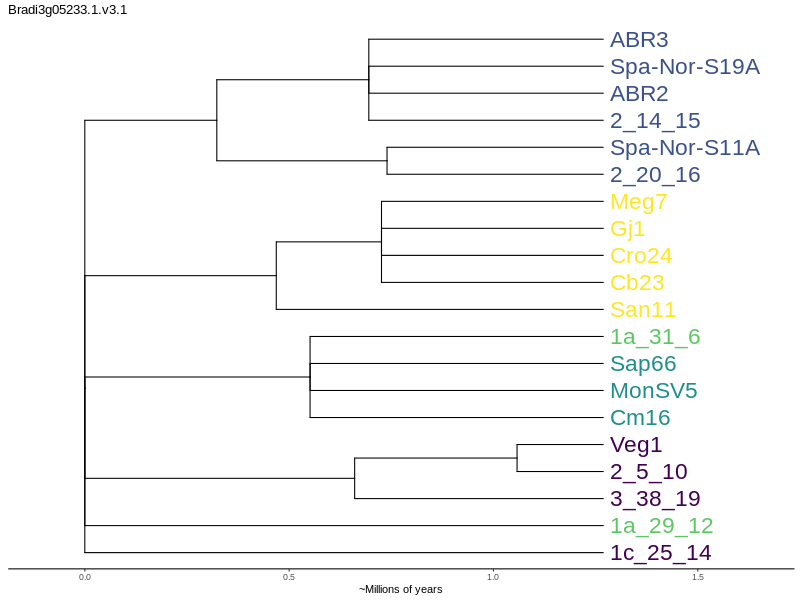 Bradi3g05233.1.v3.1
ABR3
Spa-Nor-S19A
ABR2
2_14_15
Spa-Nor-S11A
2_20_16
Meg7
Gj1
Cro24
Cb23
San11
1a_31_6
Sap66
MonSV5
Cm16
Veg1
2_5_10
3_38_19
1a_29_12
1c_25_14
0.0 0.5 1.0 1.5
~Millions of years